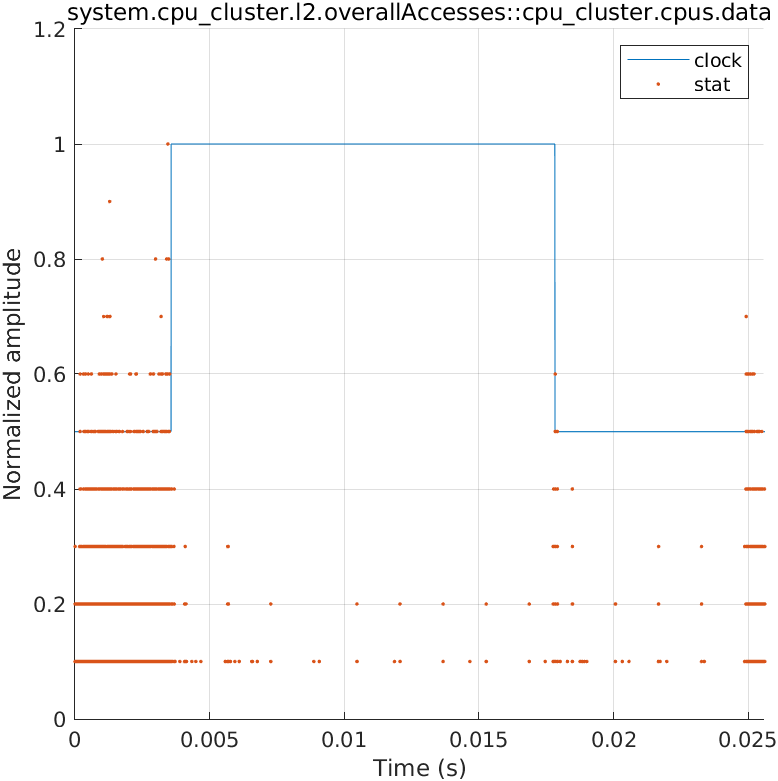 system.cpu_cluster.l2.overallAccesses::cpu_cluster.cpus.data
clock
stat
1.2
1
0.8
0.6
0.4
0.2
0
Normalized amplitude
0
0.005
0.01
0.015
0.02
0.025
Time (s)